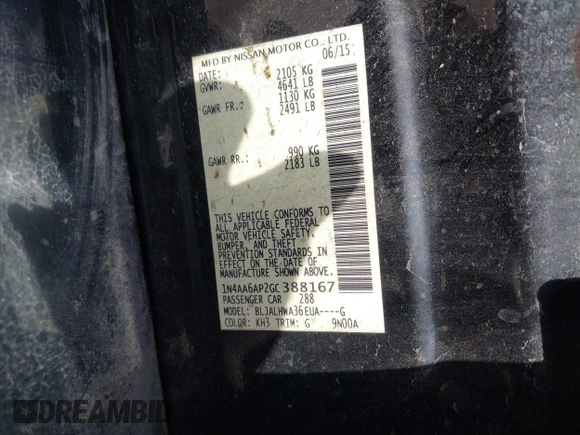 MFD BY NISSAN MOTOR CO., LTD.
DATE: 06/15
GVWR: 2105 KG
4641 LB
GAWR FR.: 1130 KG
2491 LB
GAWR RR.: 990 KG
2183 LB
THIS VEHICLE CONFORMS TO
ALL APPLICABLE FEDERAL
MOTOR VEHICLE SAFETY,
BUMPER, AND THEFT
PREVENTION STANDARDS
IN EFFECT ON THE DATE OF
MANUFACTURE SHOWN ABOVE.
1N4AA6AP2GC388167
PASSENGER CAR 288
MODEL: BLJALHWA36EUA----G
COLOR: KH3 TRIM: G 9N00A
DREAMBID